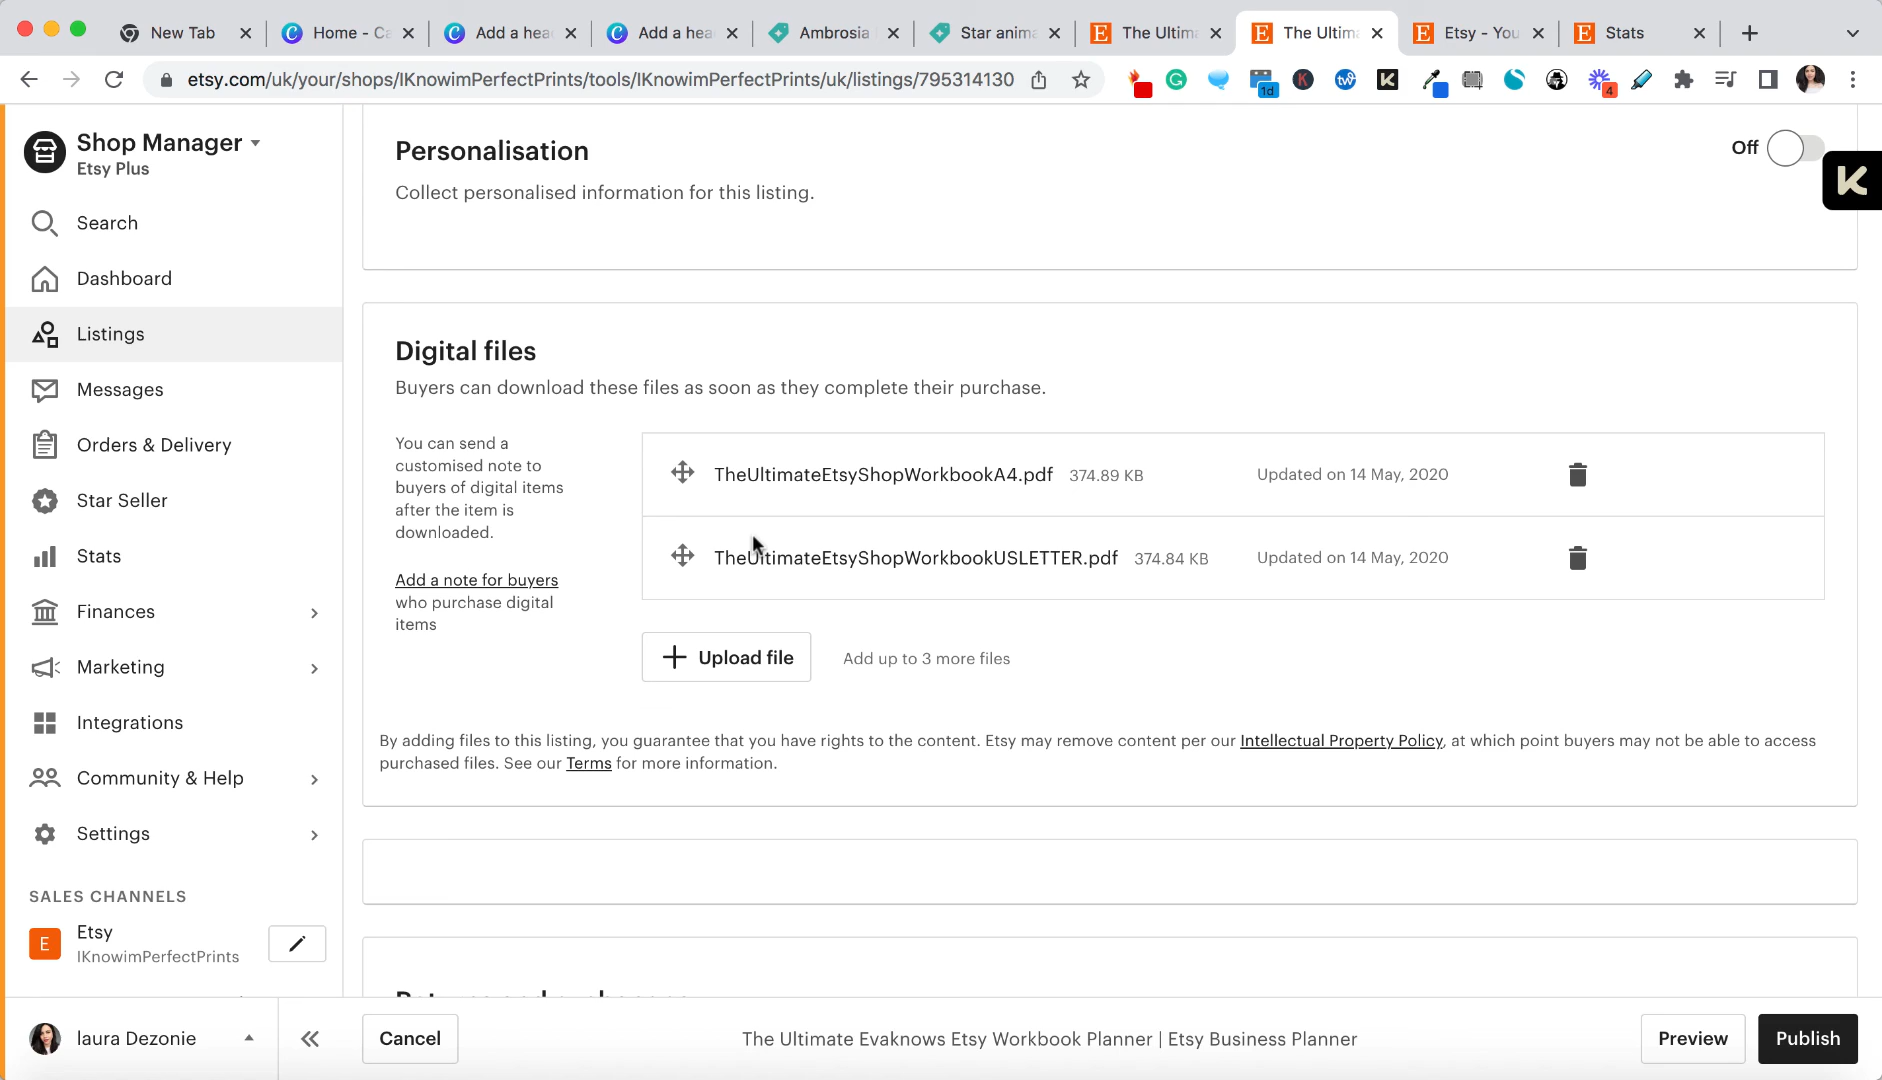 New Tab
Home - Ca
Add a hea
Add a hea
Ambrosia
Star anima
The Ultima
The Ultima
Etsy - You
Stats
etsy.com/uk/your/shops/IKnowimPerfectPrints/tools/IKnowimPerfectPrints/uk/listings/795314130
1d
4
Shop Manager
Etsy Plus
Search
Dashboard
Listings
Messages
Orders & Delivery
Star Seller
Stats
Finances
Marketing
Integrations
Community & Help
Settings
SALES CHANNELS
E
Etsy
IKnowimPerfectPrints
laura Dezonie
Personalisation
Off
Collect personalised information for this listing.
K
Digital files
Buyers can download these files as soon as they complete their purchase.
You can send a
customised note to
buyers of digital items
after the item is
downloaded.
Add a note for buyers
who purchase digital
items
TheUltimateEtsyShopWorkbookA4.pdf 374.89 KB Updated on 14 May, 2020
TheUltimateEtsyShopWorkbookUSLETTER.pdf 374.84 KB Updated on 14 May, 2020
Upload file
Add up to 3 more files
By adding files to this listing, you guarantee that you have rights to the content. Etsy may remove content per our Intellectual Property Policy, at which point buyers may not be able to access
purchased files. See our Terms for more information.
Cancel
The Ultimate Evaknows Etsy Workbook Planner | Etsy Business Planner
Preview
Publish